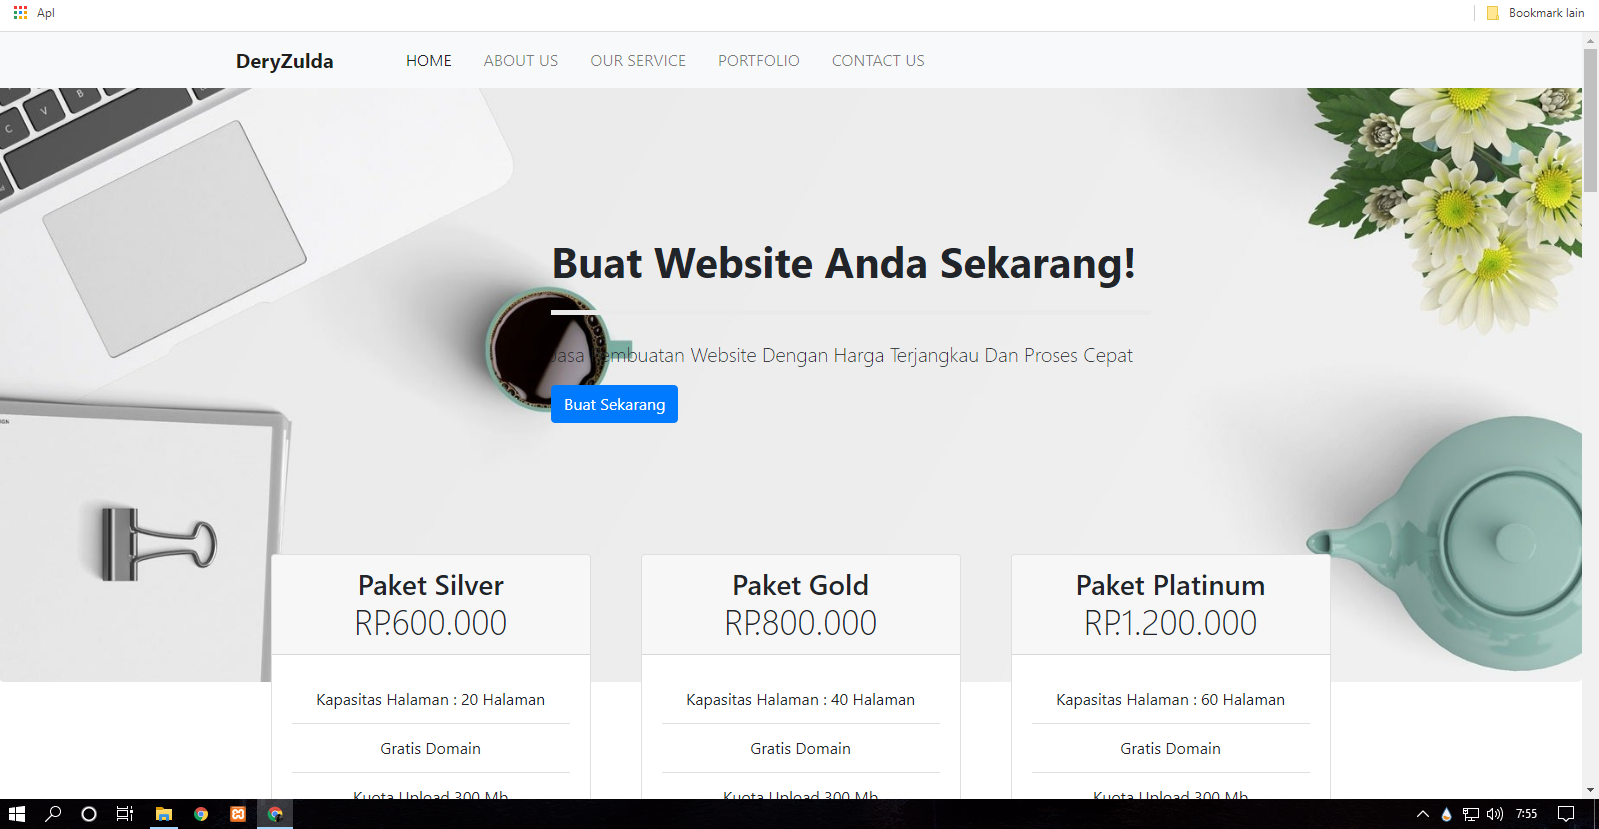 Apl
Bookmark lain
DeryZulda HOME ABOUT US OUR SERVICE PORTFOLIO CONTACT US
C V B
Buat Website Anda Sekarang!
Jasa Pembuatan Website Dengan Harga Terjangkau Dan Proses Cepat
Buat Sekarang
Paket Silver
RP.600.000
Kapasitas Halaman : 20 Halaman
Gratis Domain
Kuota Upload 300 Mb
Paket Gold
RP.800.000
Kapasitas Halaman : 40 Halaman
Gratis Domain
Kuota Upload 300 Mb
Paket Platinum
RP.1.200.000
Kapasitas Halaman : 60 Halaman
Gratis Domain
Kuota Upload 300 Mb
7:55